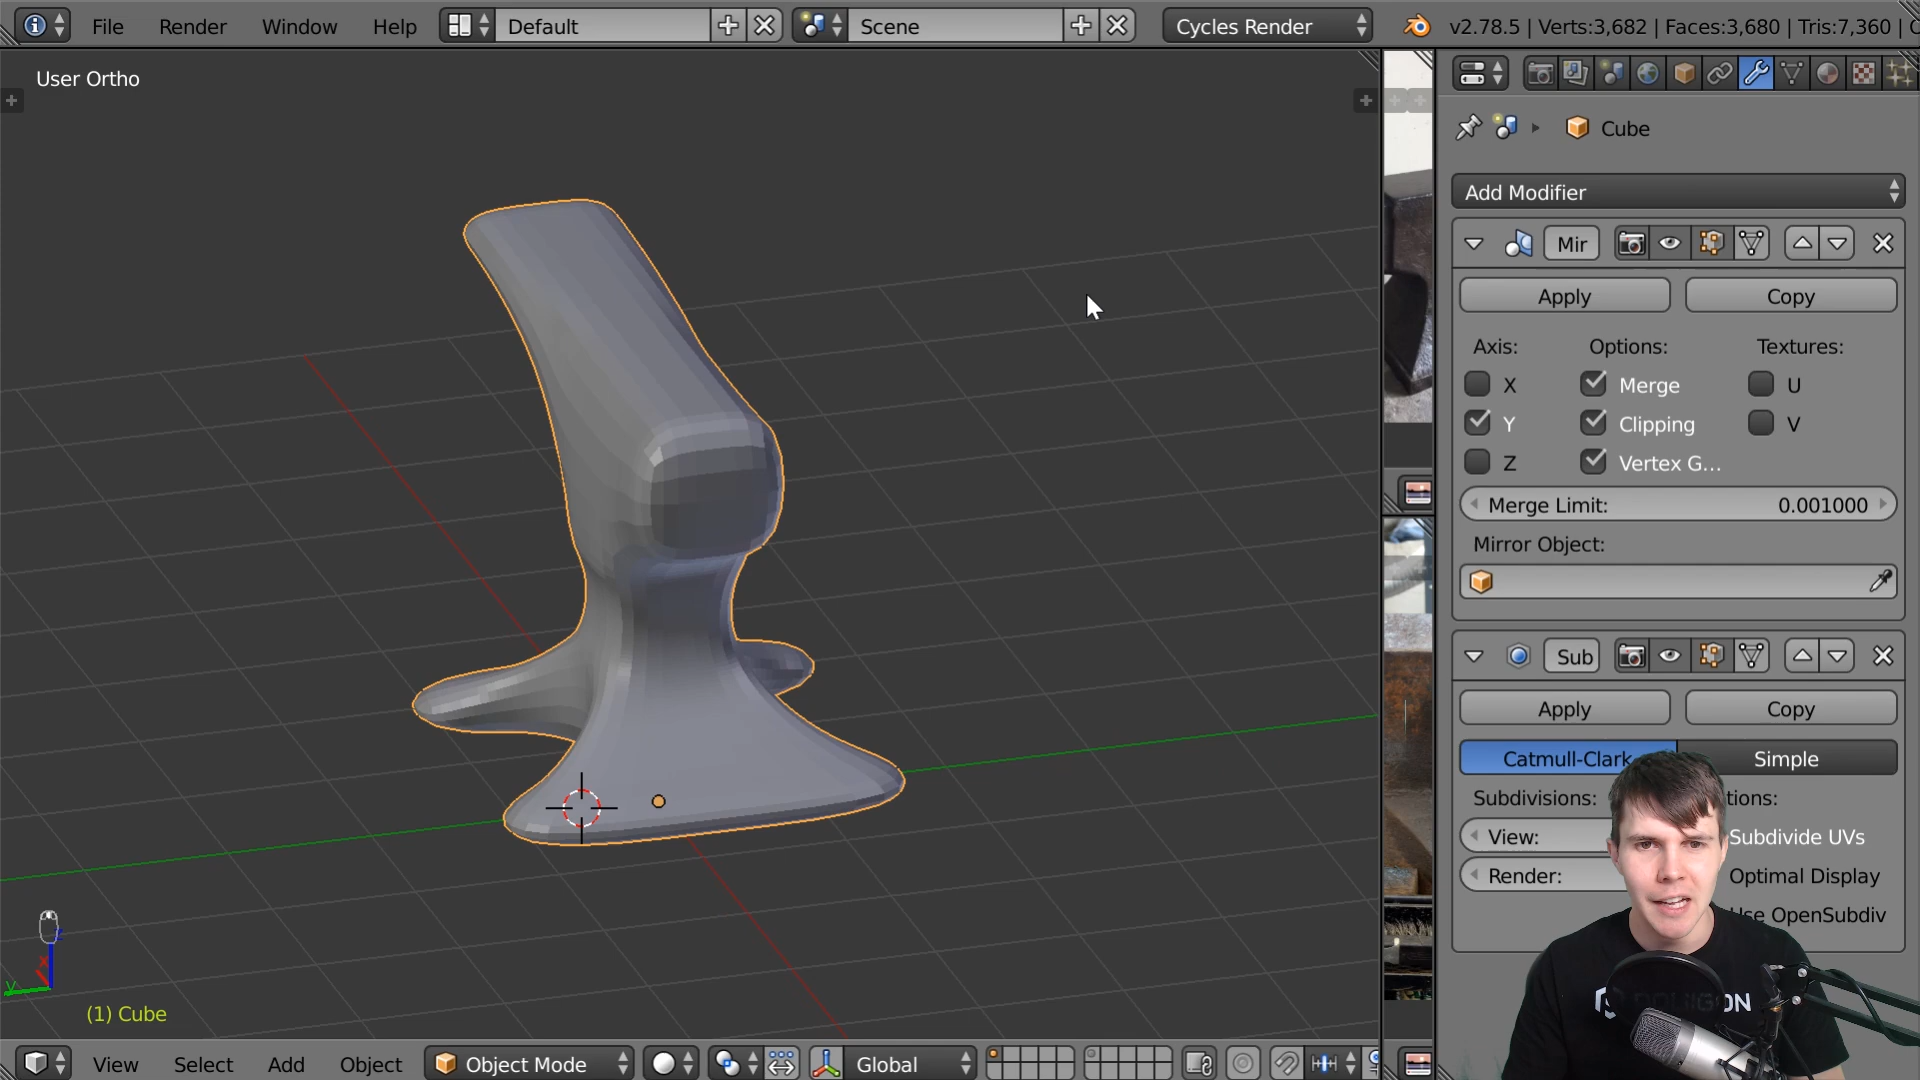 File Render Window Help Default Scene Cycles Render v2.78.5 | Verts:3,682 | Faces:3,680 | Tris:7,360 |
User Ortho
Cube
Add Modifier
Mir
Apply Copy
Axis: Options: Textures:
X Merge U
Y Clipping V
Z Vertex G...
Merge Limit: 0.001000
Mirror Object:
Sub
Apply Copy
Catmull-Clark Simple
Subdivisions: tions:
View: Subdivide UVs
Render: Optimal Display
Use OpenSubdiv
z
x
y
(1) Cube
View Select Add Object Object Mode Global